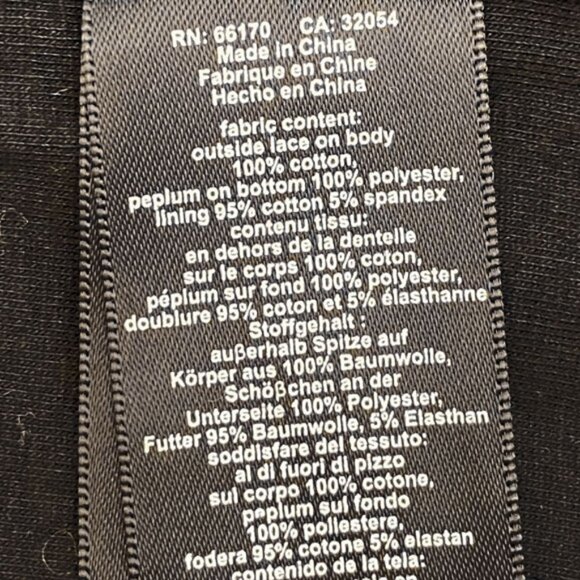 RN: 66170 CA: 32054
Made in China
Fabrique en Chine
Hecho en China
fabric content:
outside lace on body
100% cotton,
peplum on bottom 100% polyester,
lining 95% cotton 5% spandex
contenu tissu:
en dehors de la dentelle
sur le corps 100% coton,
péplum sur fond 100% polyester,
doublure 95% coton et 5% élasthanne
Stoffgehalt :
außerhalb Spitze auf
Körper aus 100% Baumwolle,
Schößchen an der
Unterseite 100% Polyester,
Futter 95% Baumwolle, 5% Elasthan
soddisfare del tessuto:
al di fuori di pizzo
sul corpo 100% cotone,
peplum sul fondo
100% poliestere,
fodera 95% cotone 5% elastan
contenido de la tela: